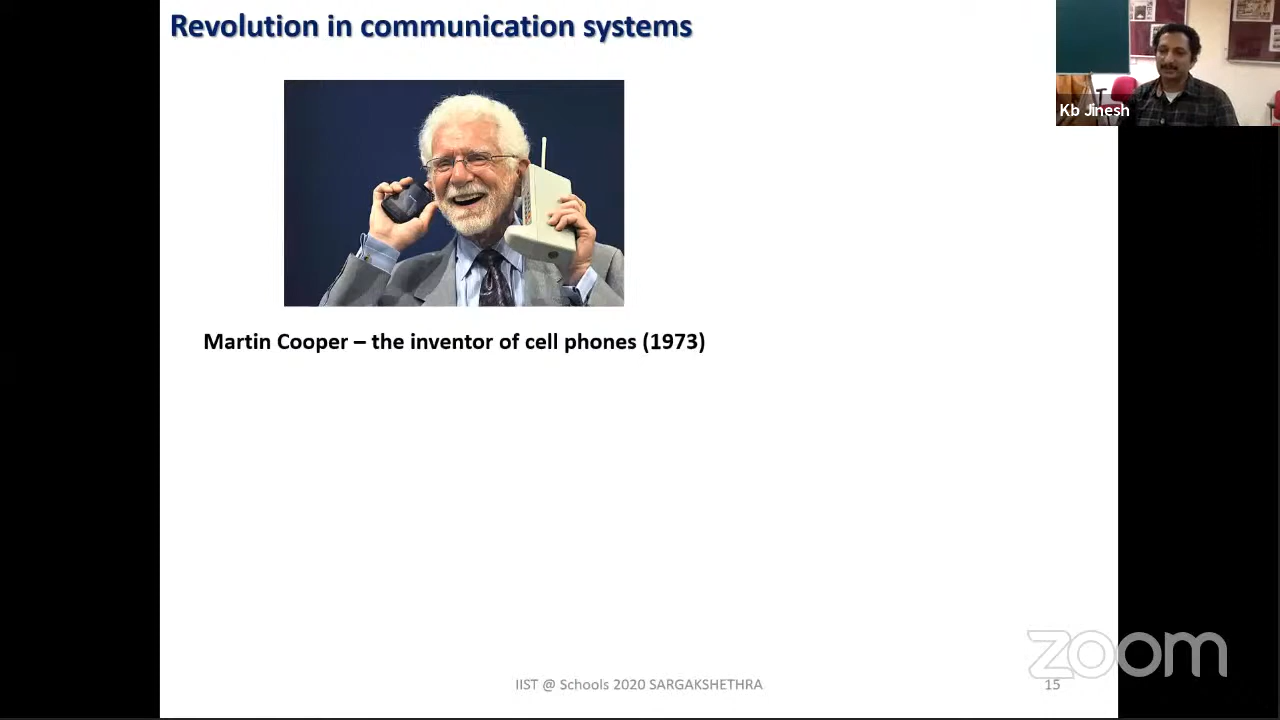 Revolution in communication systems
Kb Jinesh
Martin Cooper – the inventor of cell phones (1973)
zoom
IIST @ Schools 2020 SARGAKSHETHRA
15